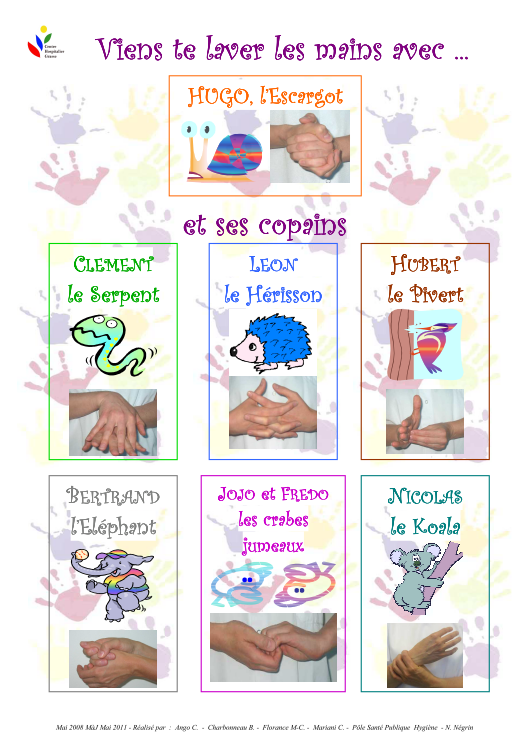 Centre
Hospitalier
Viens te laver les mains avec ...
HUGO, l'Escargot
et ses copains
CLEMENT
le Serpent
LEON
le Hérisson
HUBERT
le Pivert
BERTRAND
l'Eléphant
JOJO et FREDO
les crabes
jumeaux
NICOLAS
le Koala
Mai 2008 MàJ Mai 2011 - Réalisé par : Ango C. - Charbonneau B. - Florance M-C. - Mariani C. - Pôle Santé Publique Hygiène - N. Négrin